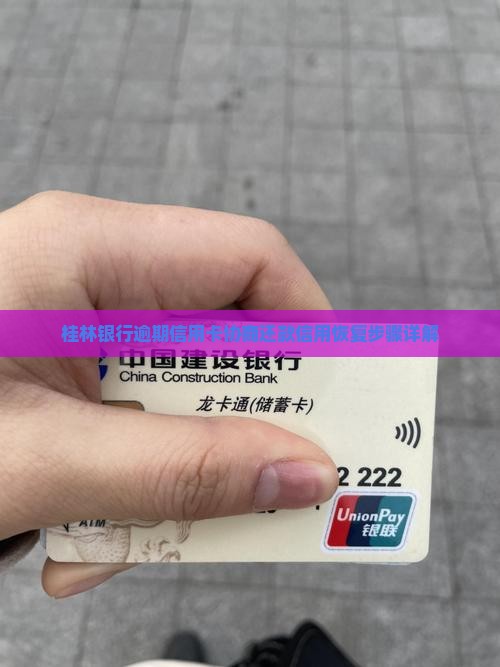 桂林银行逾期信用卡协商还款信用恢复步骤详解
中国建设银行
China Construction Bank
龙卡通(储蓄卡)
2 222
ATM
UnionPay
银联